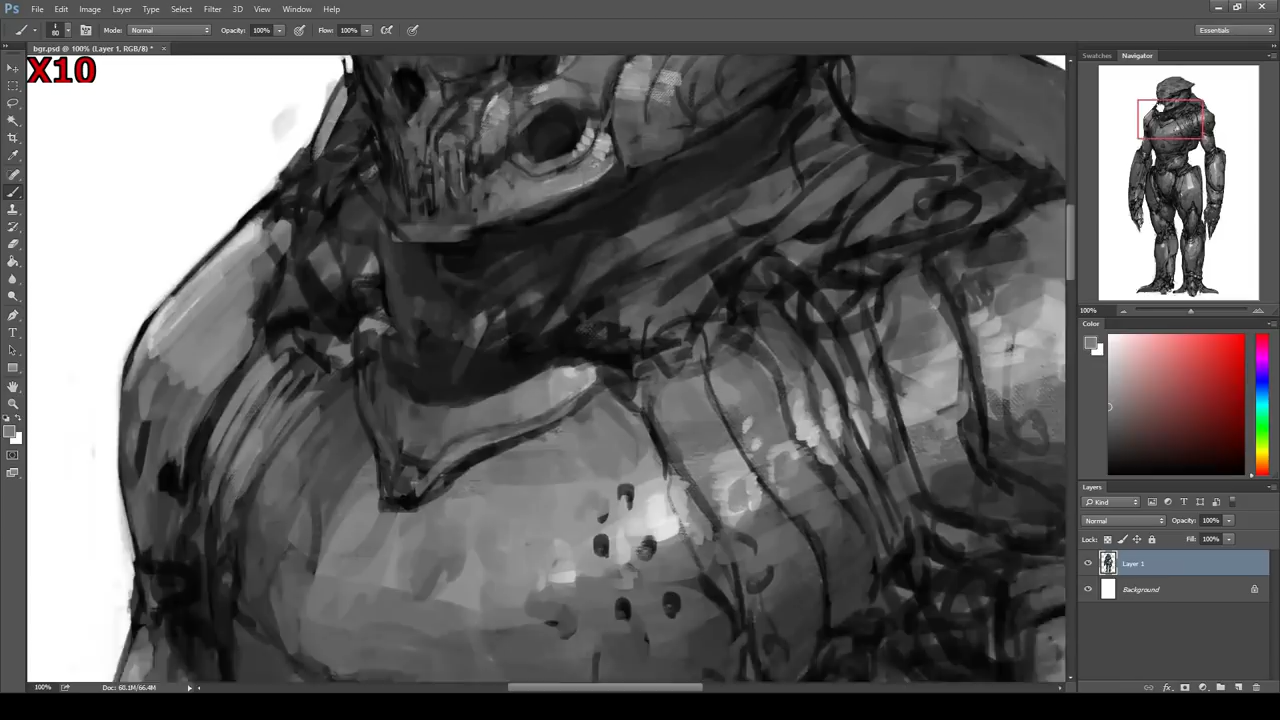 Ps File Edit Image Layer Type Select Filter 3D View Window Help
80 Mode: Normal Opacity: 100% Flow: 100% Essentials
bgr.psd @ 100% (Layer 1, RGB/8) * ×
Swatches Navigator
X10
100%
Color
Layers
Kind
Normal Opacity: 100%
Lock: Fill: 100%
Layer 1
Background
100% Doc: 60.1M/66.4M